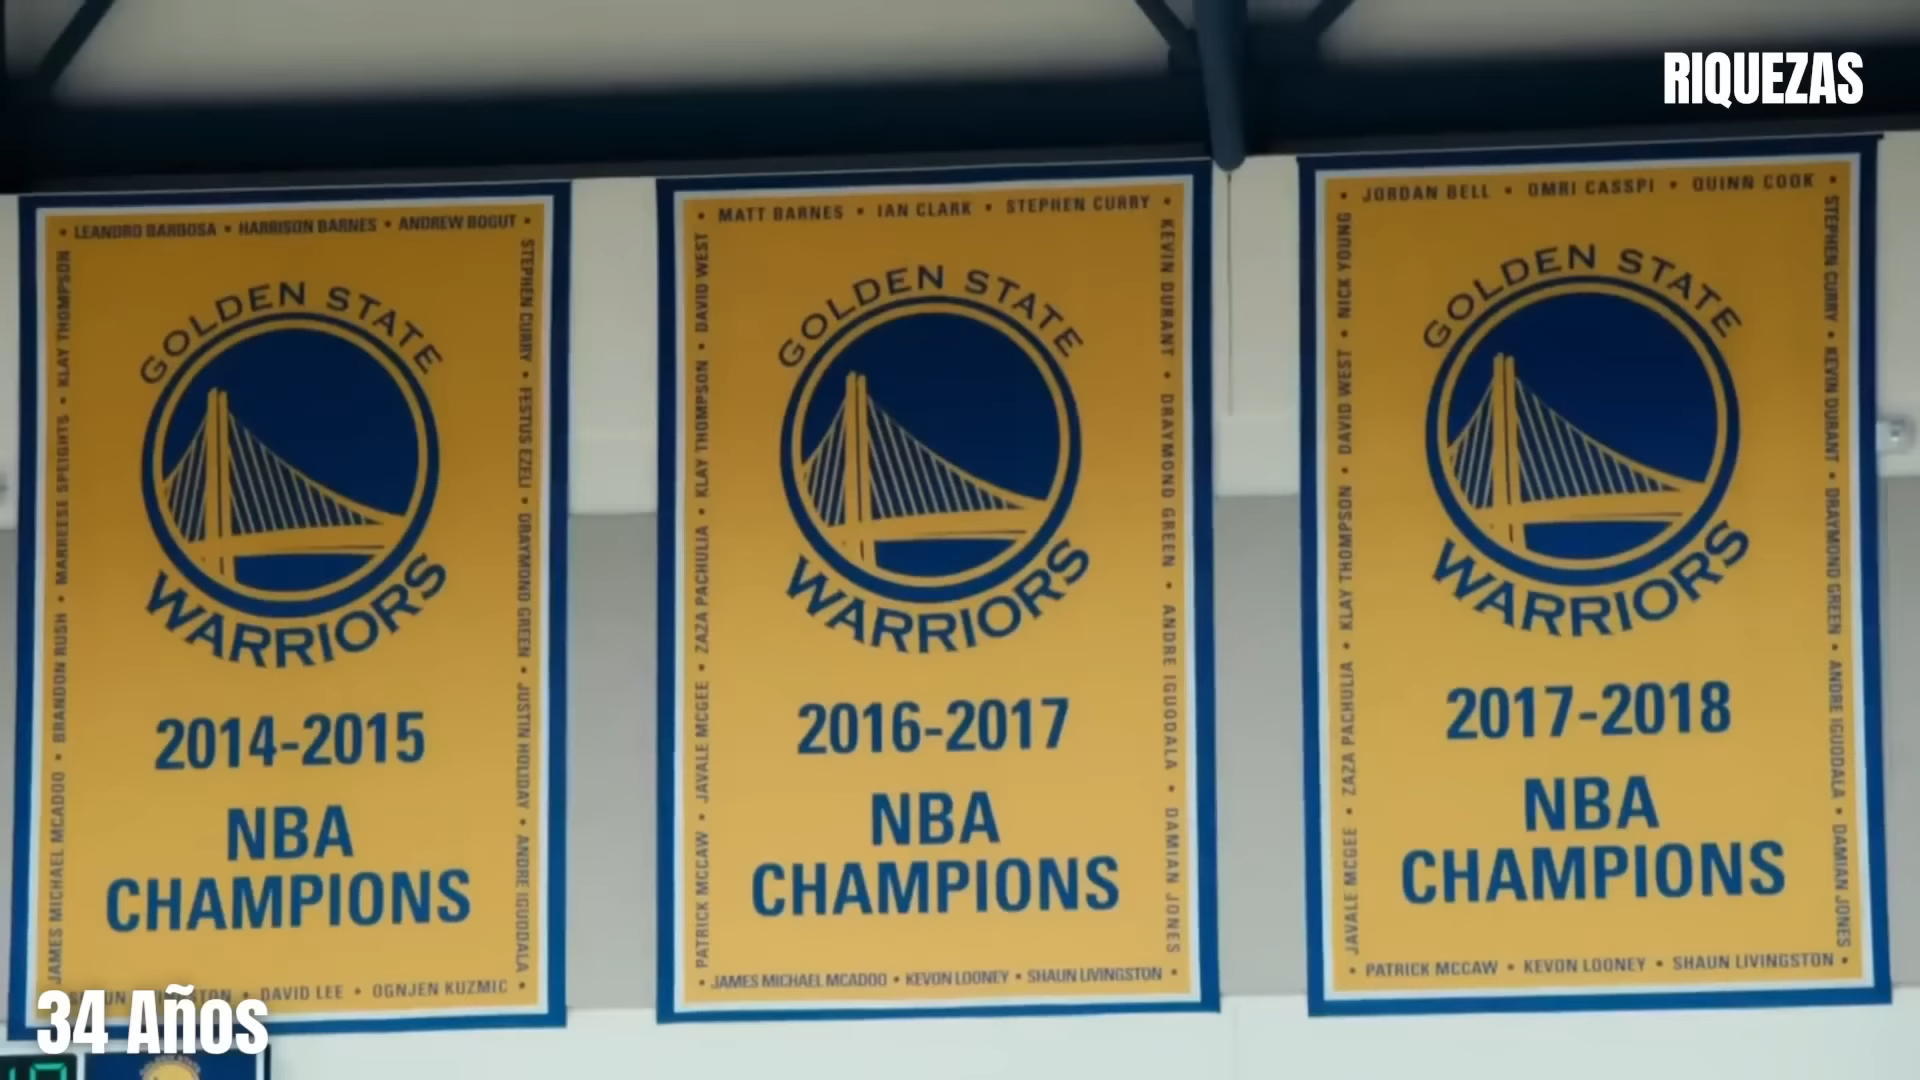 RIQUEZAS
• LEANDRO BARBOSA • HARRISON BARNES • ANDREW BOGUT •
STEPHEN CURRY • FESTUS EZELI • DRAYMOND GREEN • JUSTIN HOLIDAY • ANDRE IGUODALA •
JAMES MICHAEL MCADOO • BRANDON RUSH • MARREESE SPEIGHTS • KLAY THOMPSON
GOLDEN STATE
WARRIORS
2014-2015
NBA
CHAMPIONS
• DAVID LEE • OGNJEN KUZMIC •
• MATT BARNES • IAN CLARK • STEPHEN CURRY •
KEVIN DURANT • DRAYMOND GREEN • ANDRE IGUODALA • DAMIAN JONES
PATRICK MCCAW • JAVALE MCGEE • ZAZA PACHULIA • KLAY THOMPSON • DAVID WEST
GOLDEN STATE
WARRIORS
2016-2017
NBA
CHAMPIONS
• JAMES MICHAEL MCADOO • KEVON LOONEY • SHAUN LIVINGSTON •
• JORDAN BELL • OMRI CASSPI • QUINN COOK •
STEPHEN CURRY • KEVIN DURANT • DRAYMOND GREEN • ANDRE IGUODALA • DAMIAN JONES
JAVALE MCGEE • ZAZA PACHULIA • KLAY THOMPSON • DAVID WEST • NICK YOUNG
GOLDEN STATE
WARRIORS
2017-2018
NBA
CHAMPIONS
• PATRICK MCCAW • KEVON LOONEY • SHAUN LIVINGSTON •
34 Años